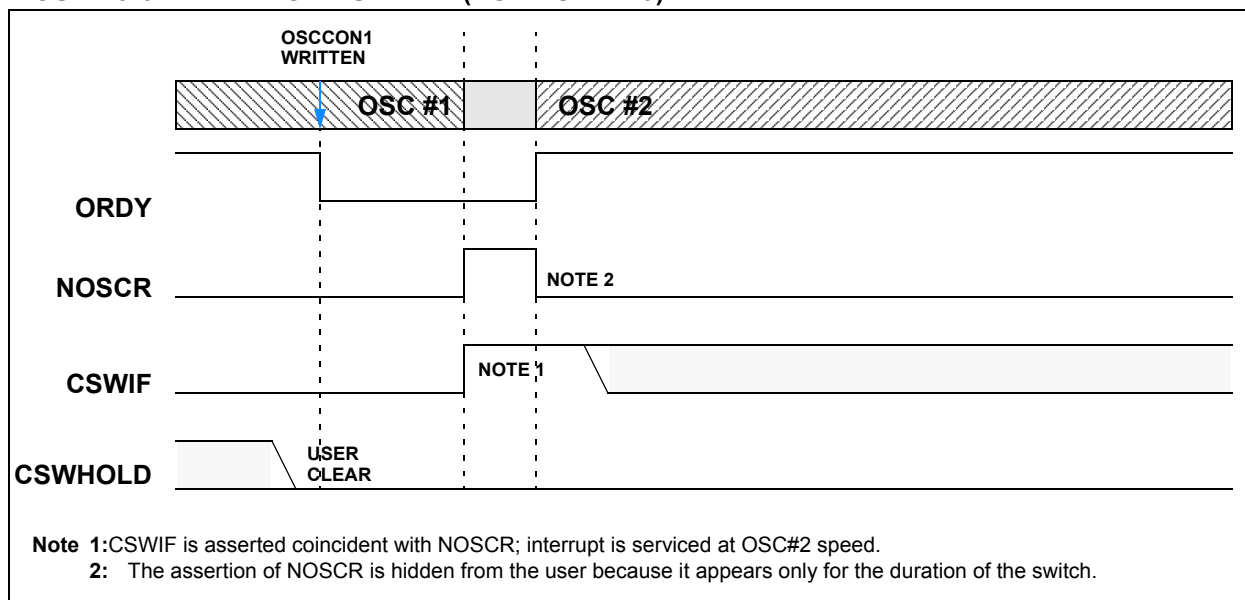 OSCCON1
WRITTEN
OSC #1
OSC #2
ORDY
NOSCR
NOTE 2
CSWIF
NOTE 1
CSWHOLD
USER
CLEAR
Note 1:CSWIF is asserted coincident with NOSCR; interrupt is serviced at OSC#2 speed.
2: The assertion of NOSCR is hidden from the user because it appears only for the duration of the switch.